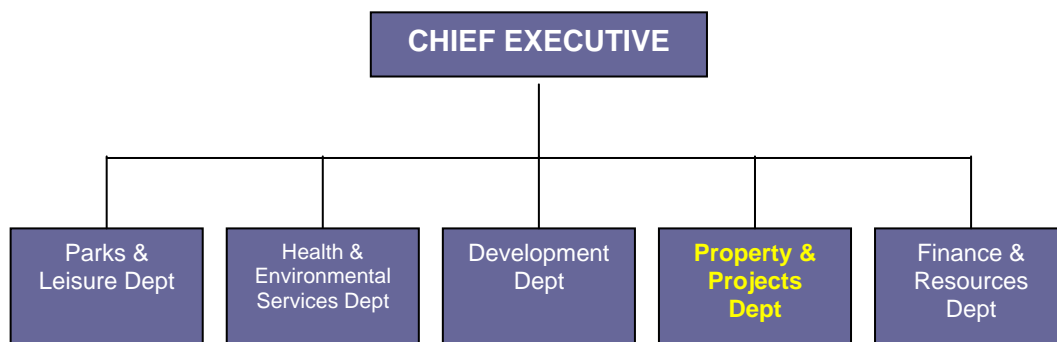 CHIEF EXECUTIVE
Parks &
Leisure Dept
Health &
Environmental
Services Dept
Development
Dept
Property &
Projects
Dept
Finance &
Resources
Dept